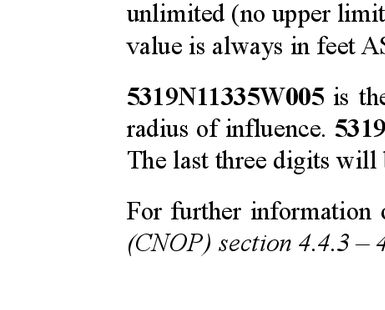 unlimited (no upper limit
value is always in feet AS
5319N11335W005 is the
radius of influence. 5319
The last three digits will
For further information
(CNOP) section 4.4.3 – 4